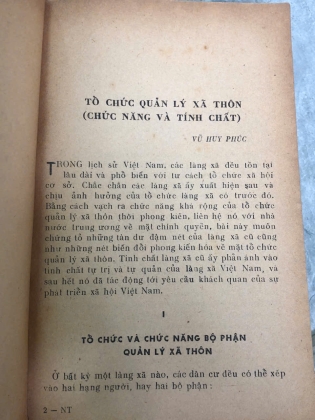 TỔ CHỨC QUẢN LÝ XÃ THÔN
(CHỨC NĂNG VÀ TÍNH CHẤT)
VŨ HUY PHÚC
TRONG lịch sử Việt Nam, các làng xã đều tồn tại
lâu dài và phổ biến với tư cách tổ chức xã hội
cơ sở. Chắc chắn các làng xã ấy xuất hiện sau và
chịu ảnh hưởng của tổ chức làng xã có trước đó.
Bằng cách vạch ra chức năng khá rộng của tổ chức
quản lý xã thôn thời phong kiến, liên hệ nó với nhà
nước trung ương về mặt chính quyền, bài này muốn
chứng tỏ những tàn dư đậm nét của làng xã cũ cũng
như những nét biến đổi phong kiến hóa về mặt tổ chức
quản lý xã thôn. Tính chất làng xã cũ ấy phản ánh vào
tính chất tự trị và tự quản của làng xã Việt Nam, và
sau hết nó đã tác động tới yêu cầu khách quan của sự
phát triển xã hội Việt Nam.
I
TỔ CHỨC VÀ CHỨC NĂNG BỘ PHẬN
QUẢN LÝ XÃ THÔN
Ở bất kỳ một làng xã nào, các dân cư đều có thể xếp
vào hai hạng người, hay hai bộ phận:
2 — NT